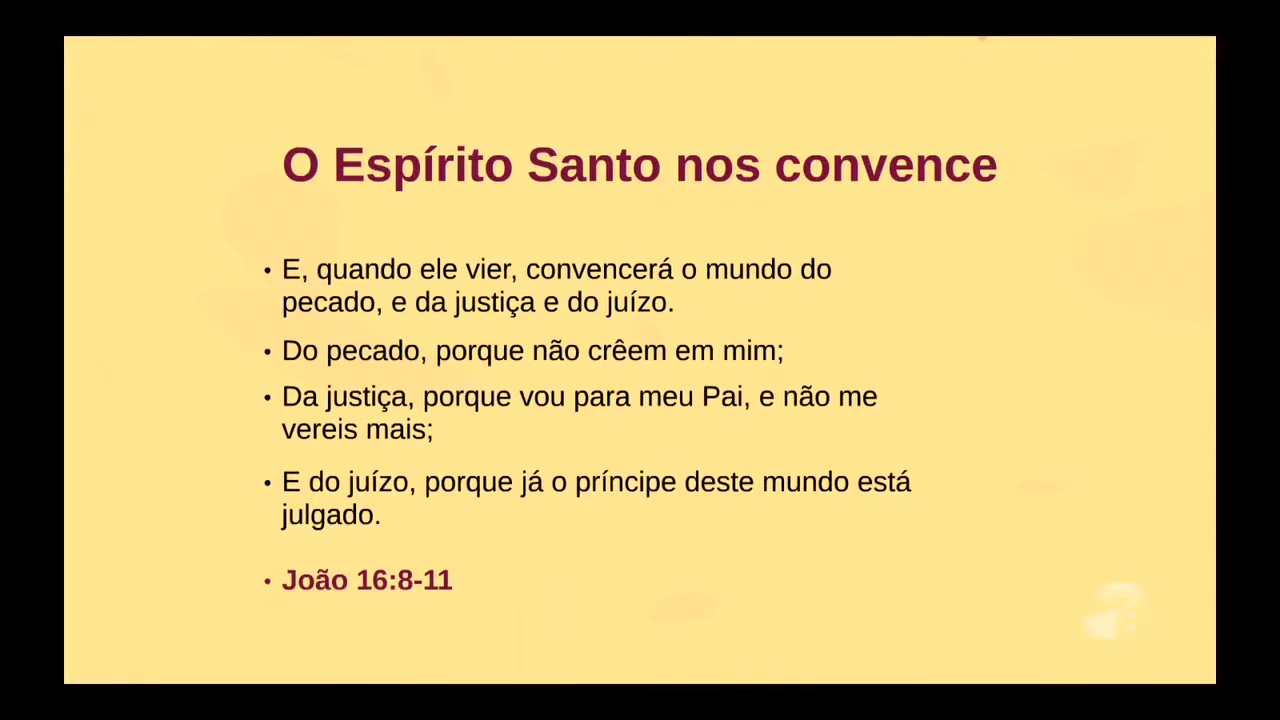 O Espírito Santo nos convence
• E, quando ele vier, convencerá o mundo do
pecado, e da justiça e do juízo.
• Do pecado, porque não crêem em mim;
• Da justiça, porque vou para meu Pai, e não me
vereis mais;
• E do juízo, porque já o príncipe deste mundo está
julgado.
• João 16:8-11